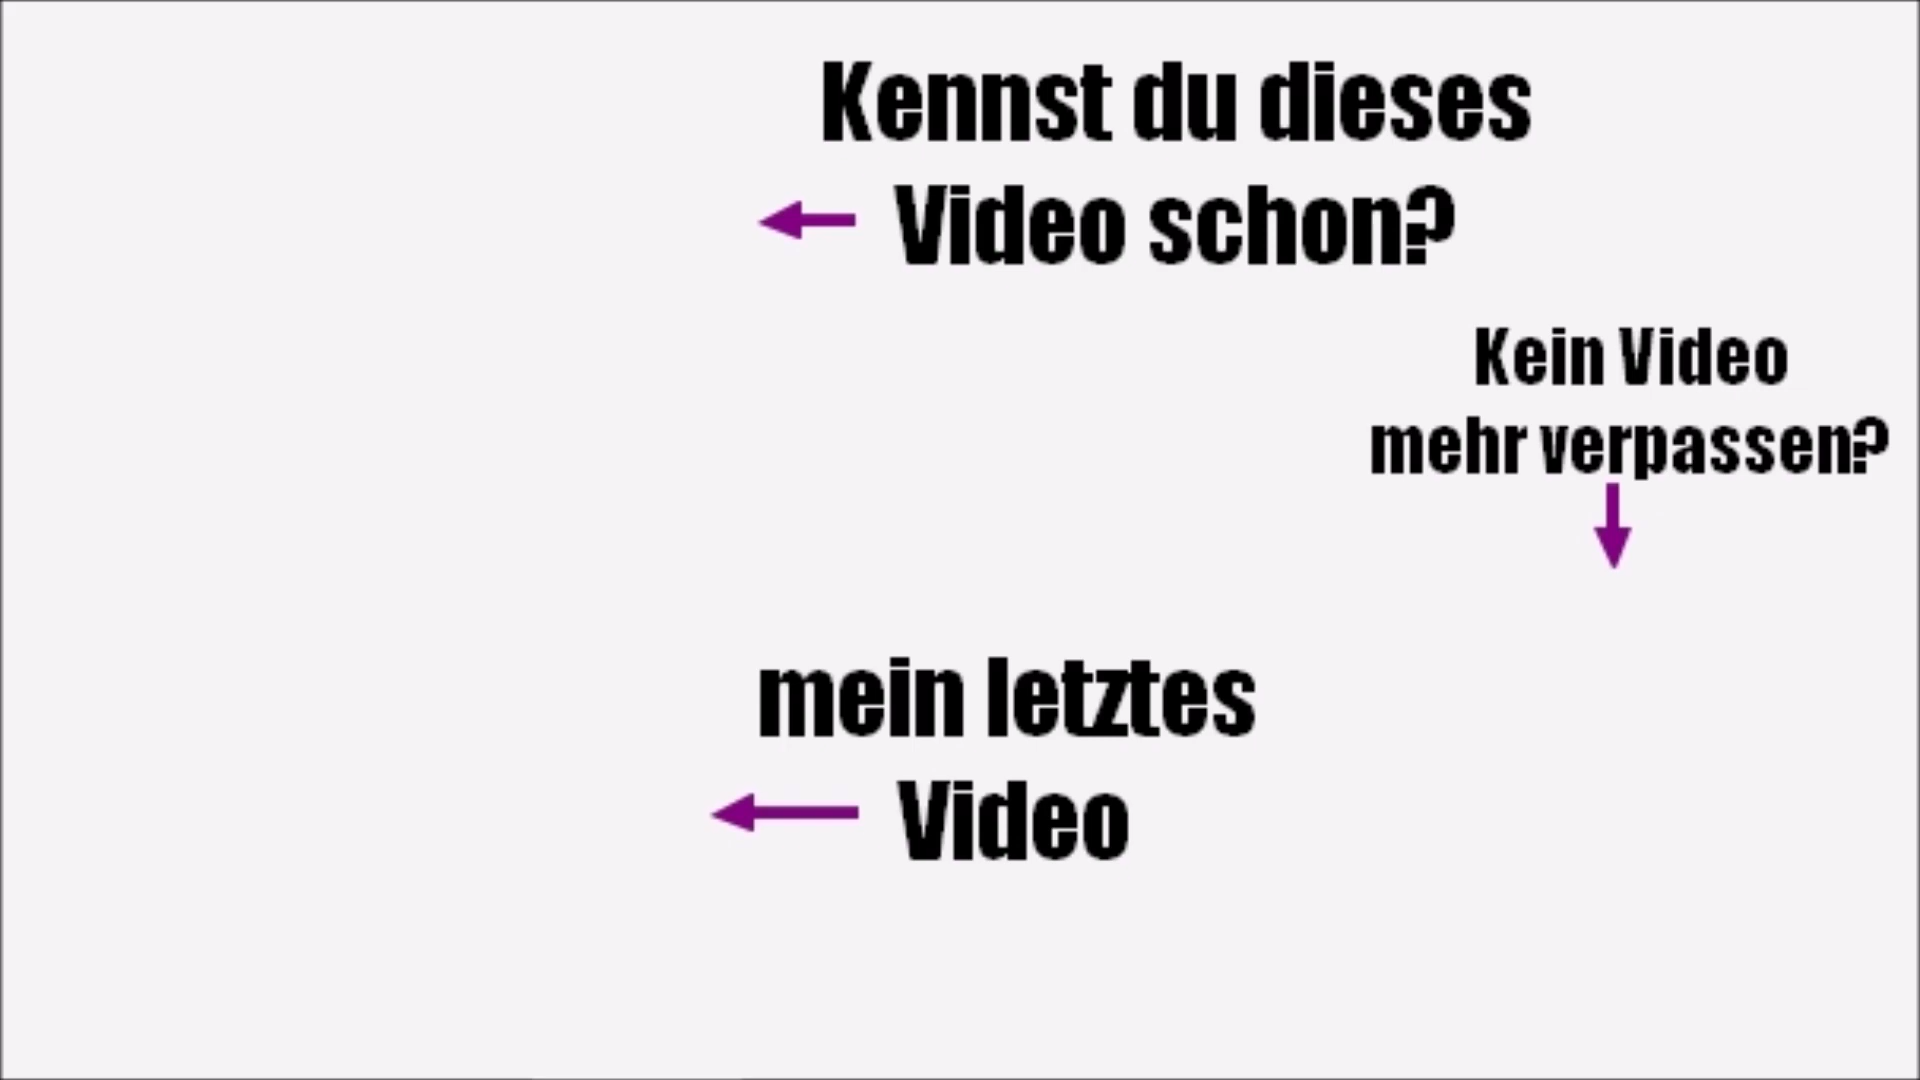 Kennst du dieses
Video schon?
Kein Video
mehr verpassen?
mein letztes
Video